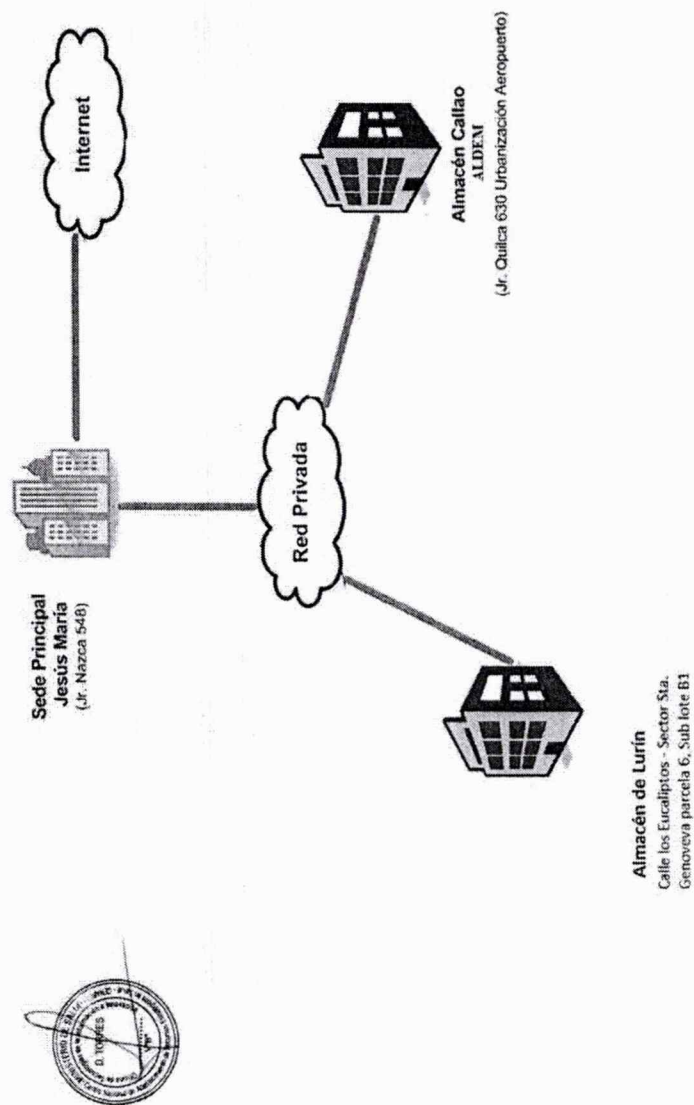 Sede Principal
Jesús María
(Jr. Nazca 548)
Internet
Red Privada
Almacén Callao
ALDEM
(Jr. Quilca 630 Urbanización Aeropuerto)
Almacén de Lurín
Calle los Eucaliptos - Sector Sta.
Genoveva parcela 6, Sub lote B1
D. TORRES